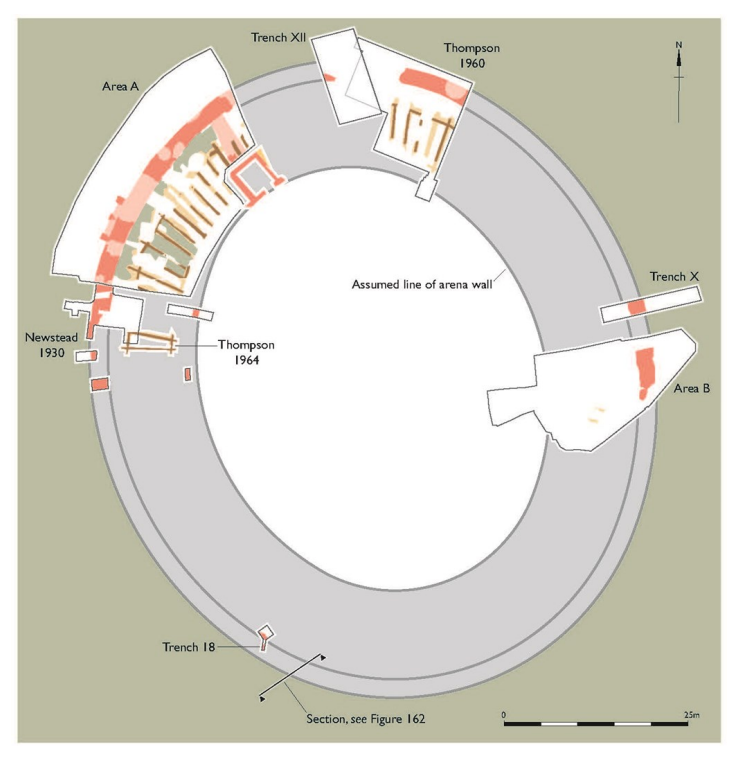 Trench XII
Thompson
1960
N
Area A
Trench X
Assumed line of arena wall
Newstead
1930
Thompson
1964
Area B
Trench 18
Section, see Figure 162
0
25m